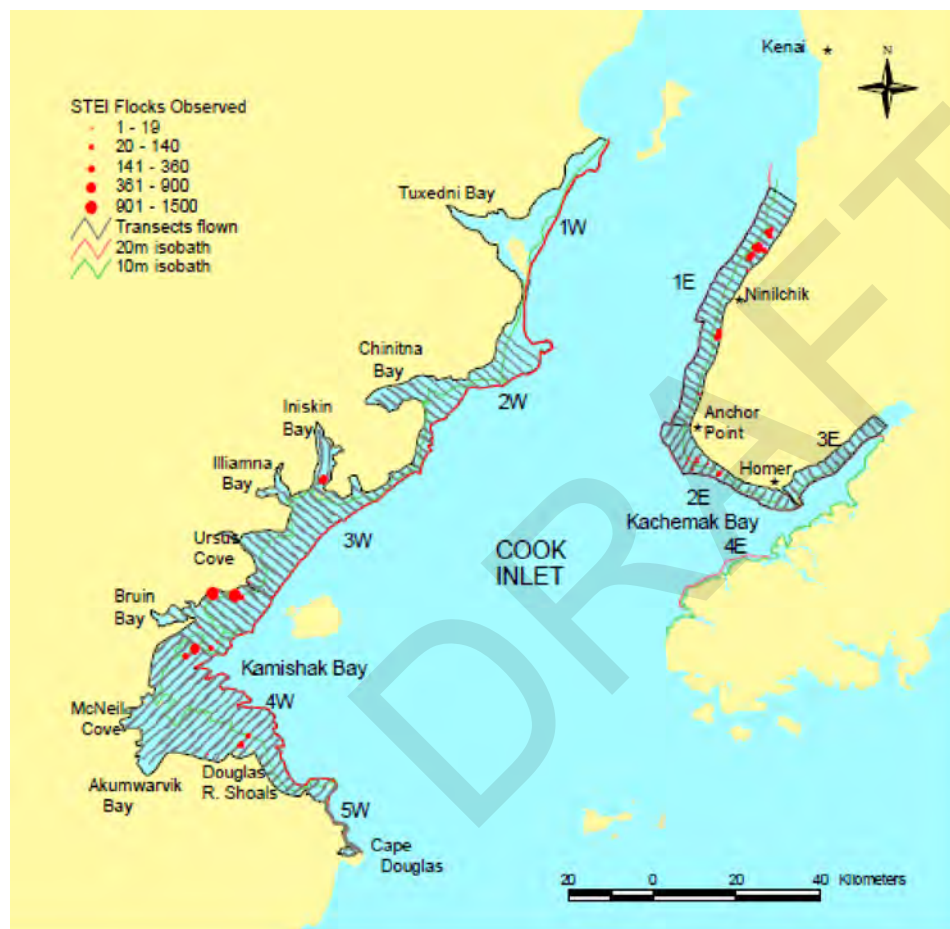 Kenai
N
STEI Flocks Observed
1 - 19
20 - 140
141 - 360
361 - 900
901 - 1500
Transects flown
20m isobath
10m isobath
Tuxedni Bay
1W
1E
Ninilchik
Chinitna
Bay
2W
Iniskin
Bay
Anchor
Point
3E
Illiamna
Bay
Homer
2E
Kachemak Bay
3W
Ursus
Cove
COOK
INLET
4E
Bruin
Bay
Kamishak Bay
4W
McNeil
Cove
Douglas
R. Shoals
Akumwarvik
Bay
5W
Cape
Douglas
20 0 20 40 Kilometers
DRAFT